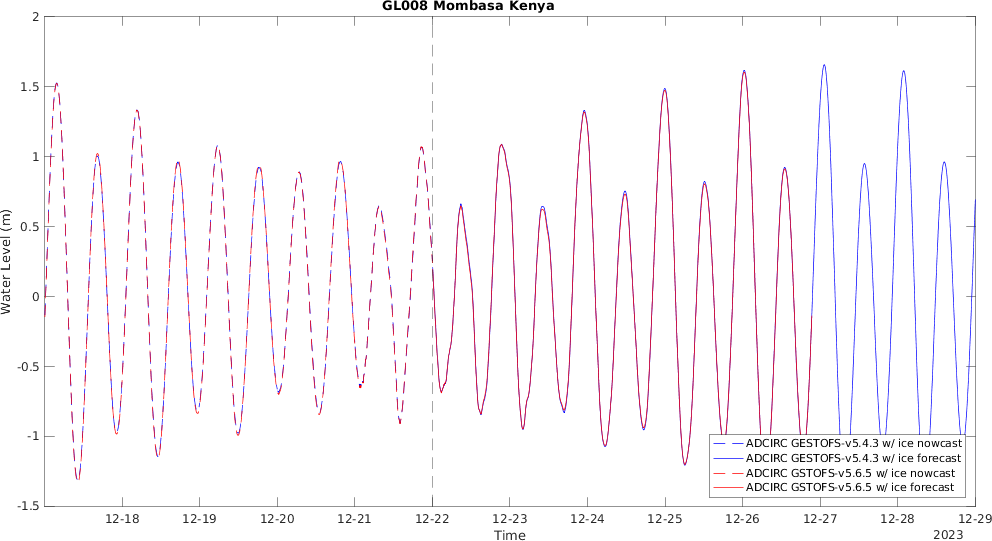 GL008 Mombasa Kenya
2
1.5
1
0.5
0
-0.5
-1
-1.5
Water Level (m)
12-18 12-19 12-20 12-21 12-22 12-23 12-24 12-25 12-26 12-27 12-28 12-29
Time
2023
ADCIRC GESTOFS-v5.4.3 w/ ice nowcast
ADCIRC GESTOFS-v5.4.3 w/ ice forecast
ADCIRC GSTOFS-v5.6.5 w/ ice nowcast
ADCIRC GSTOFS-v5.6.5 w/ ice forecast